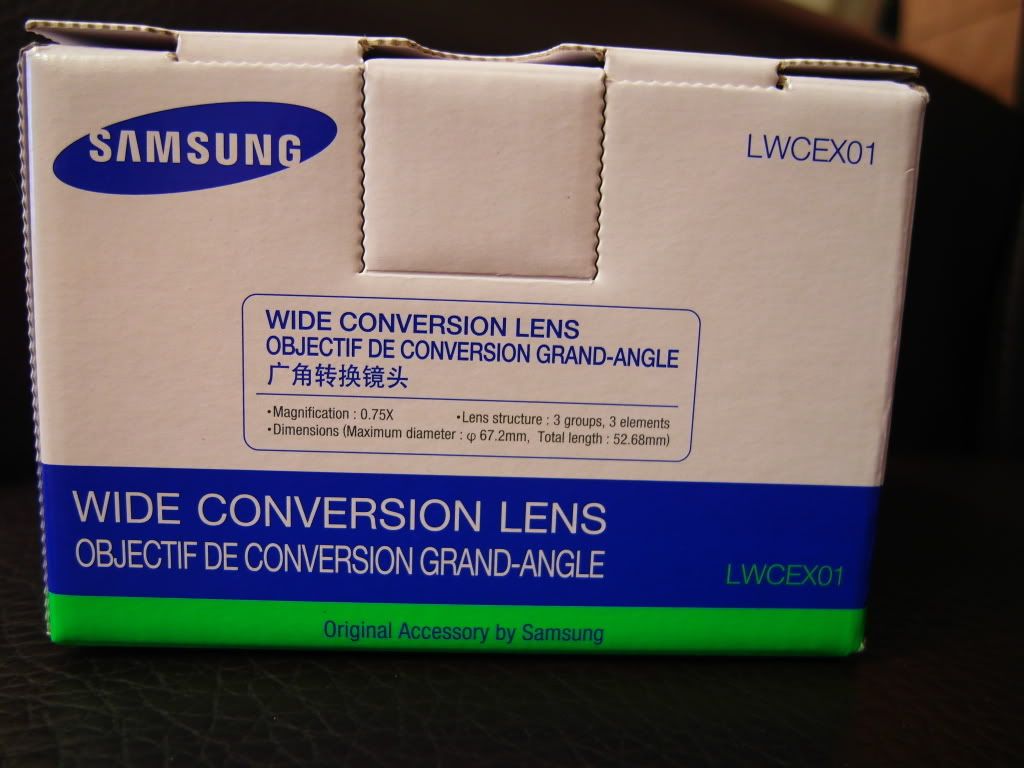 SAMSUNG
LWCEX01
WIDE CONVERSION LENS
OBJECTIF DE CONVERSION GRAND-ANGLE
广角转换镜头
•Magnification : 0.75X •Lens structure : 3 groups, 3 elements
•Dimensions (Maximum diameter : φ 67.2mm, Total length : 52.68mm)
WIDE CONVERSION LENS
OBJECTIF DE CONVERSION GRAND-ANGLE
LWCEX01
Original Accessory by Samsung